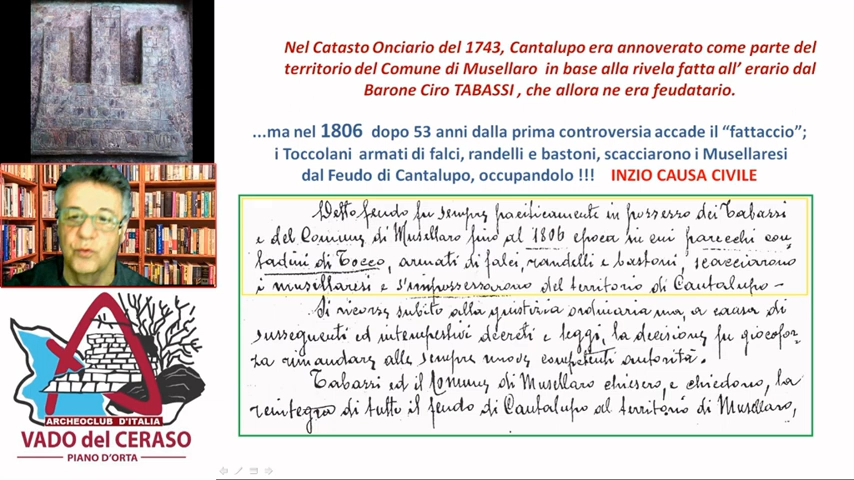 Nel Catasto Onciario del 1743, Cantalupo era annoverato come parte del
territorio del Comune di Musellaro in base alla rivela fatta all' erario dal
Barone Ciro TABASSI , che allora ne era feudatario.
...ma nel 1806 dopo 53 anni dalla prima controversia accade il "fattaccio";
i Toccolani armati di falci, randelli e bastoni, scacciarono i Musellaresi
dal Feudo di Cantalupo, occupandolo !!! INZIO CAUSA CIVILE
Detto feudo fu sempre pacificamente in possesso dei Tabassi
e del Comune di Musellaro fino al 1806 epoca in cui parecchi con-
tadini di Tocco, armati di falci, randelli e bastoni, scacciarono
i musellaresi e s'impossessarono del territorio di Cantalupo -
Si ricorse subito alla giustizia ordinaria ma, a causa di
susseguenti ed intempestivi decreti e leggi, la decisione fu giocofor-
za rimandare alle sempre nuove competenti autorità.
Tabassi ed il Comune di Musellaro chiesero, e chiedono, la
reintegra di tutto il feudo di Cantalupo al territorio di Musellaro,
ARCHEOCLUB D'ITALIA
VADO del CERASO
PIANO D'ORTA